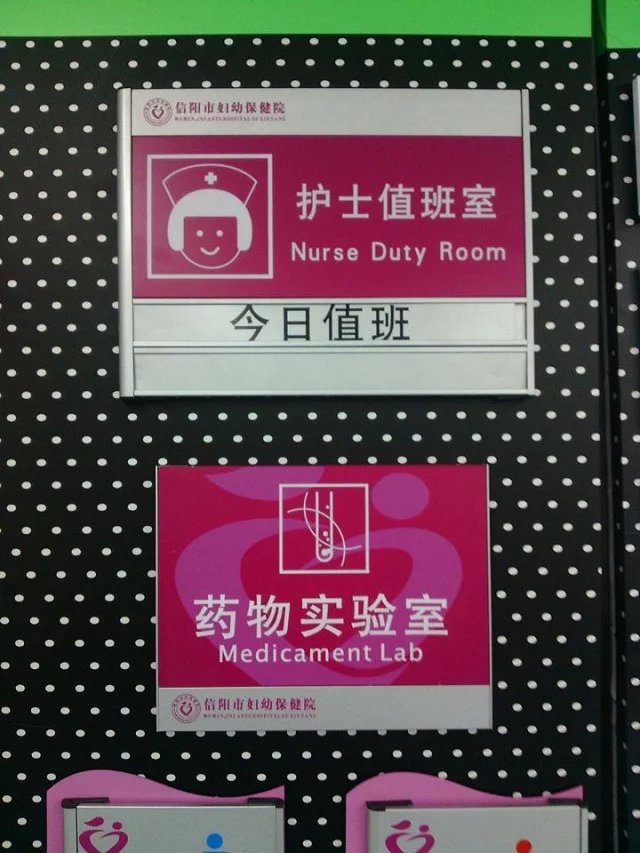 信阳市妇幼保健院
护士值班室
Nurse Duty Room
今日值班
药物实验室
Medicament Lab
信阳市妇幼保健院